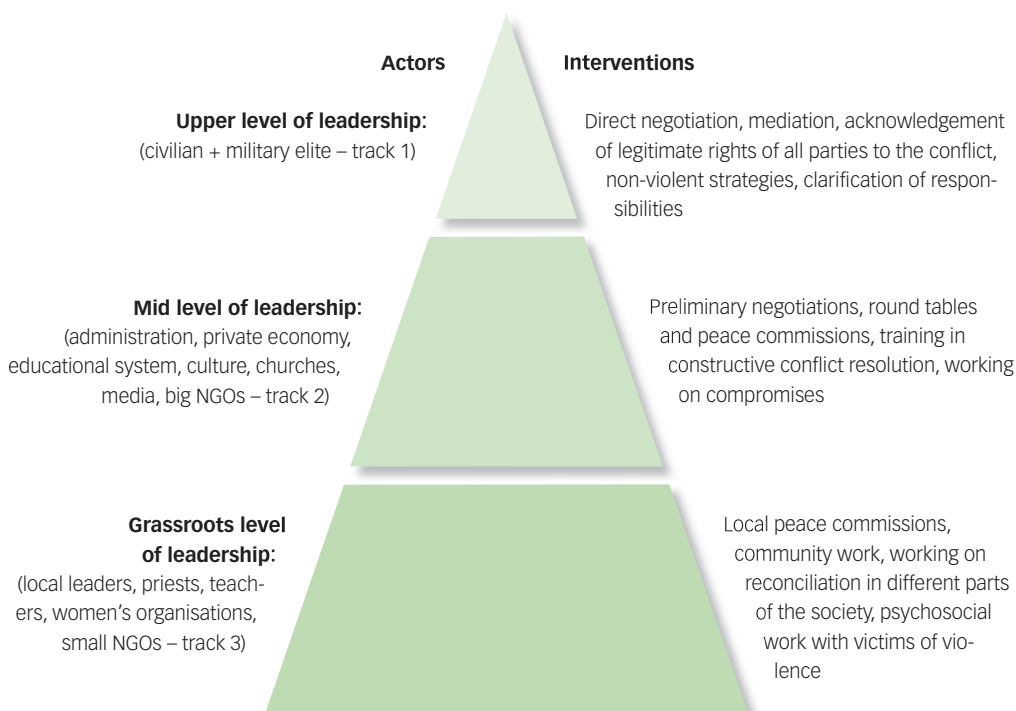 Actors
Interventions
Upper level of leadership:
(civilian + military elite – track 1)
Direct negotiation, mediation, acknowledgement
of legitimate rights of all parties to the conflict,
non-violent strategies, clarification of respon-
sibilities
Mid level of leadership:
(administration, private economy,
educational system, culture, churches,
media, big NGOs – track 2)
Preliminary negotiations, round tables
and peace commissions, training in
constructive conflict resolution, working
on compromises
Grassroots level
of leadership:
(local leaders, priests, teach-
ers, women’s organisations,
small NGOs – track 3)
Local peace commissions,
community work, working on
reconciliation in different parts
of the society, psychosocial
work with victims of vio-
lence